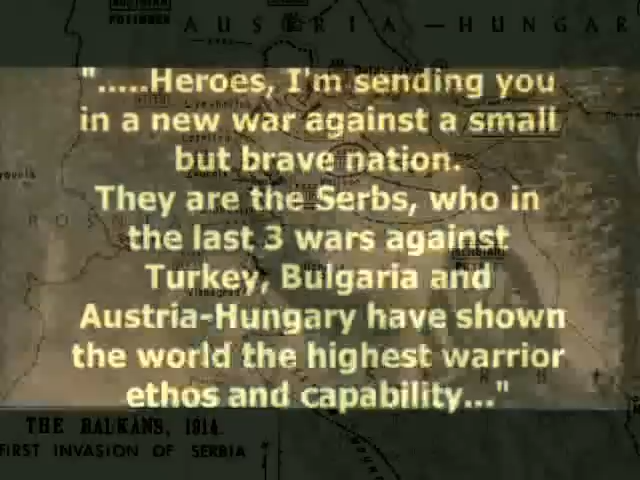 AUSTRIA—HUNGAR
".....Heroes, I'm sending you
in a new war against a small
but brave nation.
They are the Serbs, who in
the last 3 wars against
Turkey, Bulgaria and
Austria-Hungary have shown
the world the highest warrior
ethos and capability..."
THE BALKANS, 1914.
FIRST INVASION OF SERBIA